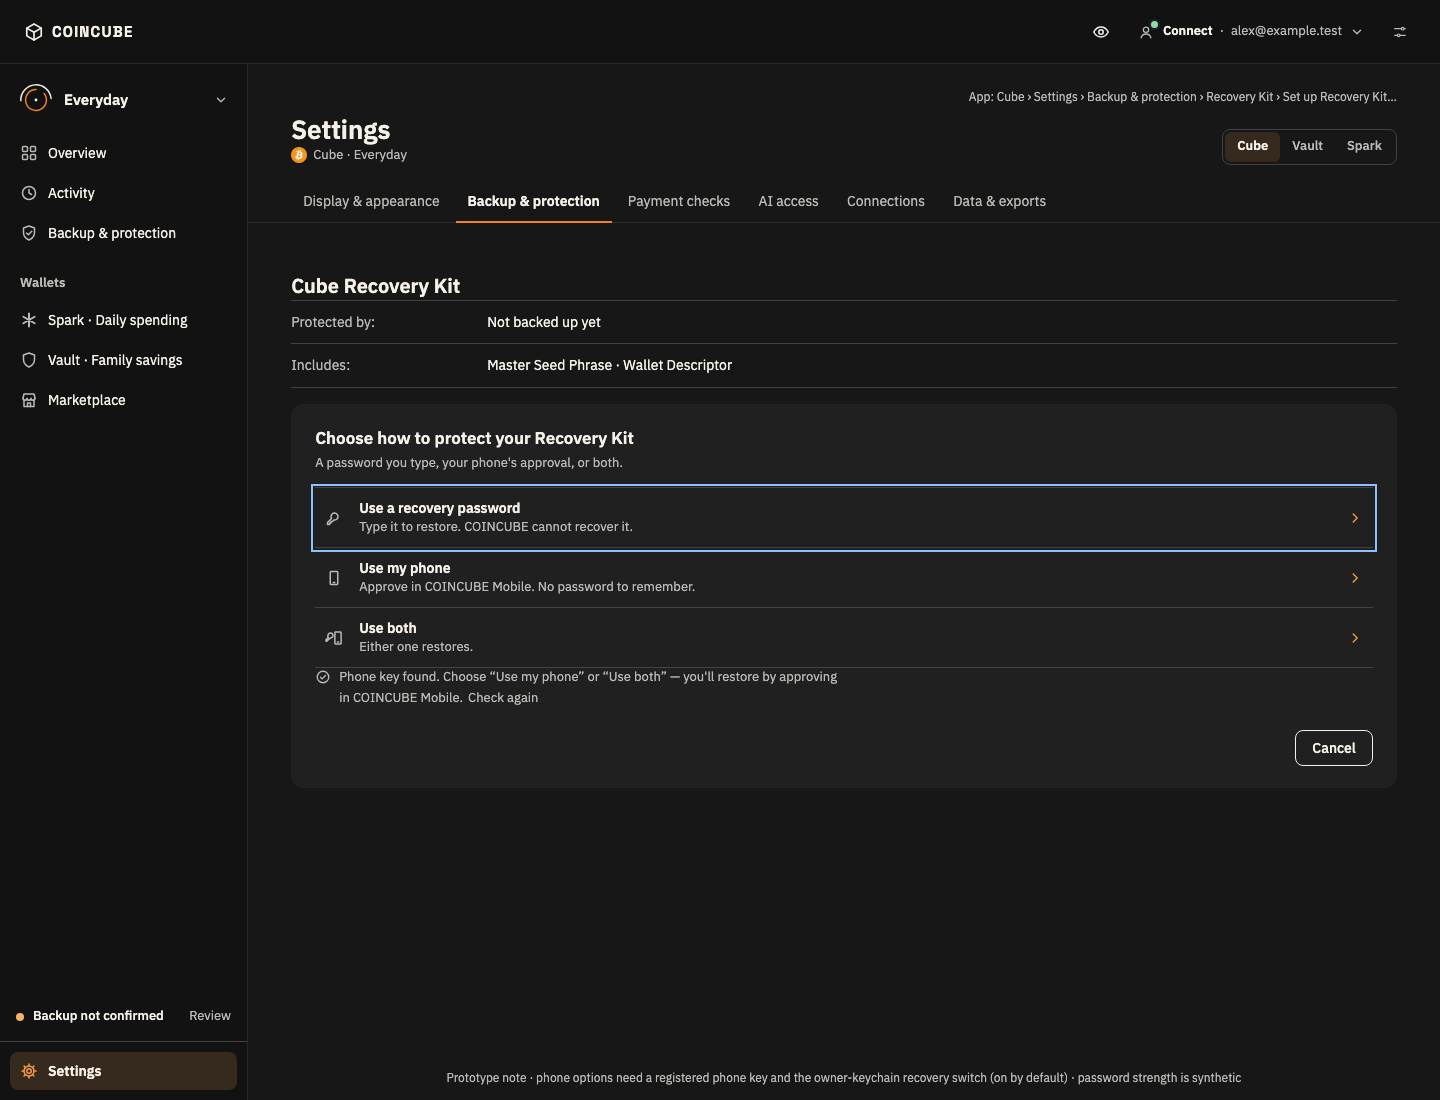 COINCUBE
Connect · alex@example.test
Everyday
Overview
Activity
Backup & protection
Wallets
Spark · Daily spending
Vault · Family savings
Marketplace
Backup not confirmed Review
Settings
App: Cube › Settings › Backup & protection › Recovery Kit › Set up Recovery Kit…
Settings
Cube · Everyday
Cube Vault Spark
Display & appearance Backup & protection Payment checks AI access Connections Data & exports
Cube Recovery Kit
Protected by: Not backed up yet
Includes: Master Seed Phrase · Wallet Descriptor
Choose how to protect your Recovery Kit
A password you type, your phone's approval, or both.
Use a recovery password
Type it to restore. COINCUBE cannot recover it.
Use my phone
Approve in COINCUBE Mobile. No password to remember.
Use both
Either one restores.
Phone key found. Choose “Use my phone” or “Use both” — you'll restore by approving
in COINCUBE Mobile. Check again
Cancel
Prototype note · phone options need a registered phone key and the owner-keychain recovery switch (on by default) · password strength is synthetic